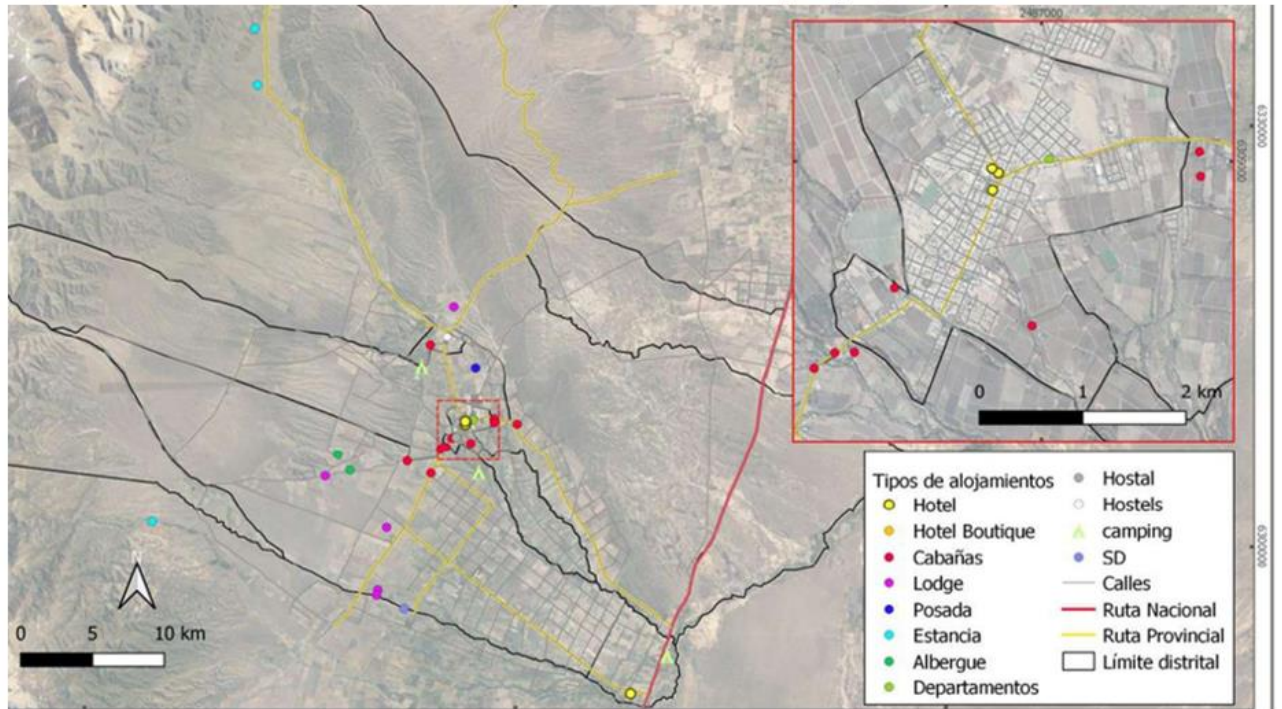 2487000
6330000
6309000
0 1 2 km
Tipos de alojamientos
Hotel
Hotel Boutique
Cabañas
Lodge
Posada
Estancia
Albergue
Departamentos
Hostal
Hostels
camping
SD
Calles
Ruta Nacional
Ruta Provincial
Límite distrital
6300000
N
0 5 10 km